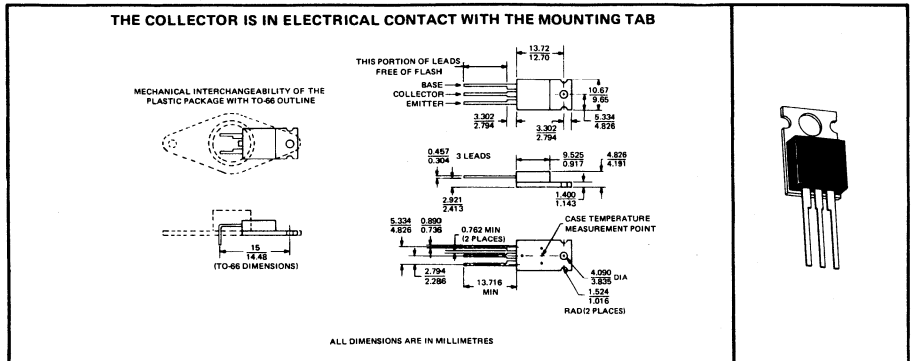 THE COLLECTOR IS IN ELECTRICAL CONTACT WITH THE MOUNTING TAB
MECHANICAL INTERCHANGEABILITY OF THE
PLASTIC PACKAGE WITH TO-66 OUTLINE
15
14.48
(TO-66 DIMENSIONS)
THIS PORTION OF LEADS
FREE OF FLASH
BASE
COLLECTOR
EMITTER
13.72
12.70
10.67
9.65
3.302
2.794
3.302
2.794
5.334
4.826
0.457
0.304
3 LEADS
9.525
0.917
4.826
4.191
2.921
2.413
1.400
1.143
5.334
4.826
0.890
0.736
0.762 MIN
(2 PLACES)
CASE TEMPERATURE
MEASUREMENT POINT
2.794
2.286
13.716
MIN
4.090
3.835
DIA
1.524
1.016
RAD(2 PLACES)
ALL DIMENSIONS ARE IN MILLIMETRES